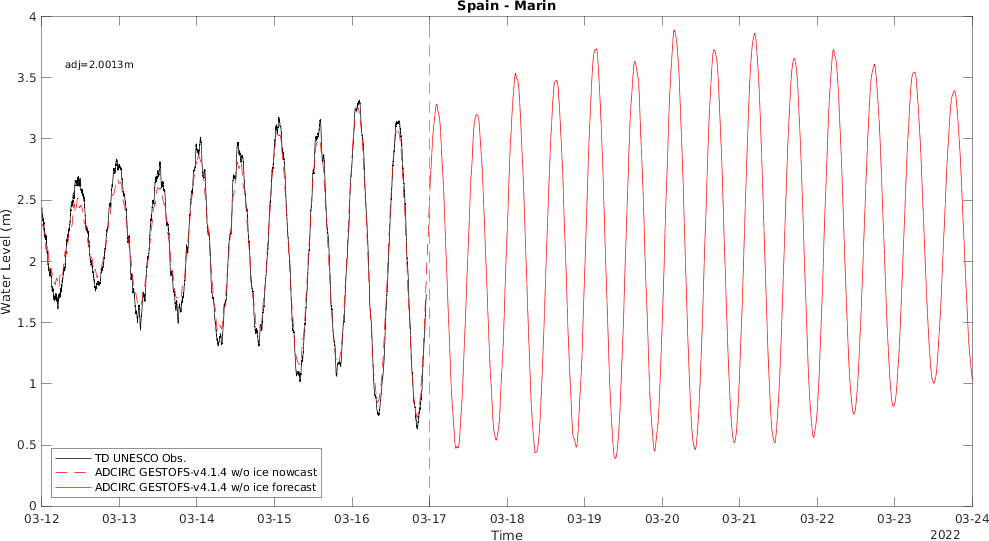 Spain - Marin
adj=2.0013m
Water Level (m)
4
3.5
3
2.5
2
1.5
1
0.5
0
TD UNESCO Obs.
ADCIRC GESTOFS-v4.1.4 w/o ice nowcast
ADCIRC GESTOFS-v4.1.4 w/o ice forecast
03-12 03-13 03-14 03-15 03-16 03-17 03-18 03-19 03-20 03-21 03-22 03-23 03-24
Time
2022